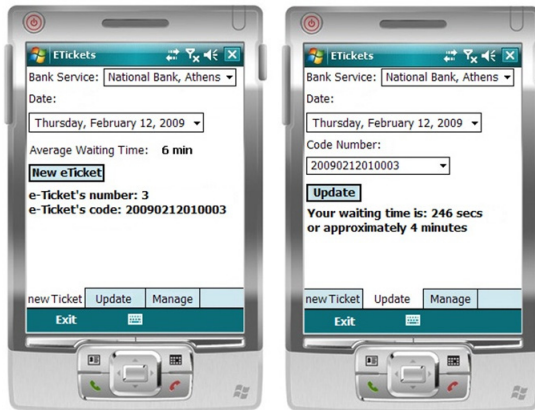 ETickets
Bank Service: National Bank, Athens
Date:
Thursday, February 12, 2009
Average Waiting Time: 6 min
New eTicket
e-Ticket's number: 3
e-Ticket's code: 20090212010003
new Ticket Update Manage
Exit
ETickets
Bank Service: National Bank, Athens
Date:
Thursday, February 12, 2009
Code Number:
20090212010003
Update
Your waiting time is: 246 secs
or approximately 4 minutes
new Ticket Update Manage
Exit